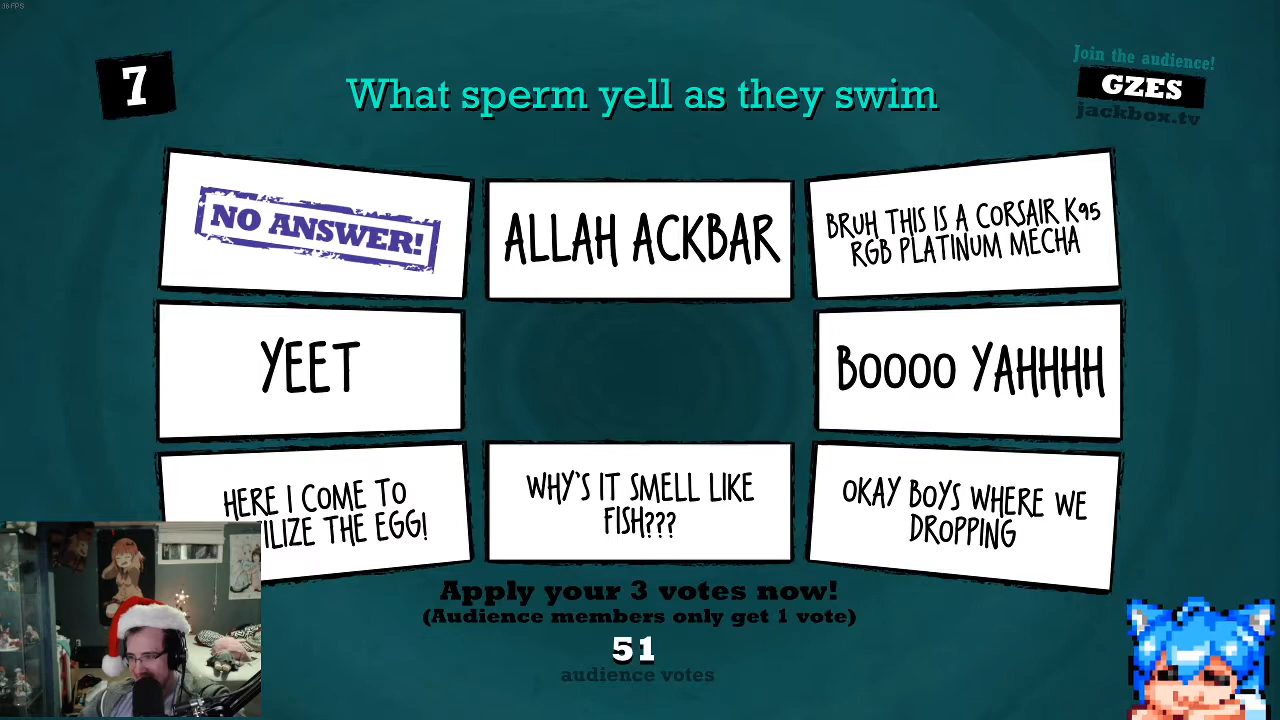 36 FPS
7
What sperm yell as they swim
Join the audience!
GZES
jackbox.tv
NO ANSWER!
ALLAH ACKBAR
BRUH THIS IS A CORSAIR K95
RGB PLATINUM MECHA
YEET
BOOOO YAHHHH
HERE I COME TO
ILIZE THE EGG!
WHY'S IT SMELL LIKE
FISH???
OKAY BOYS WHERE WE
DROPPING
Apply your 3 votes now!
(Audience members only get 1 vote)
51
audience votes